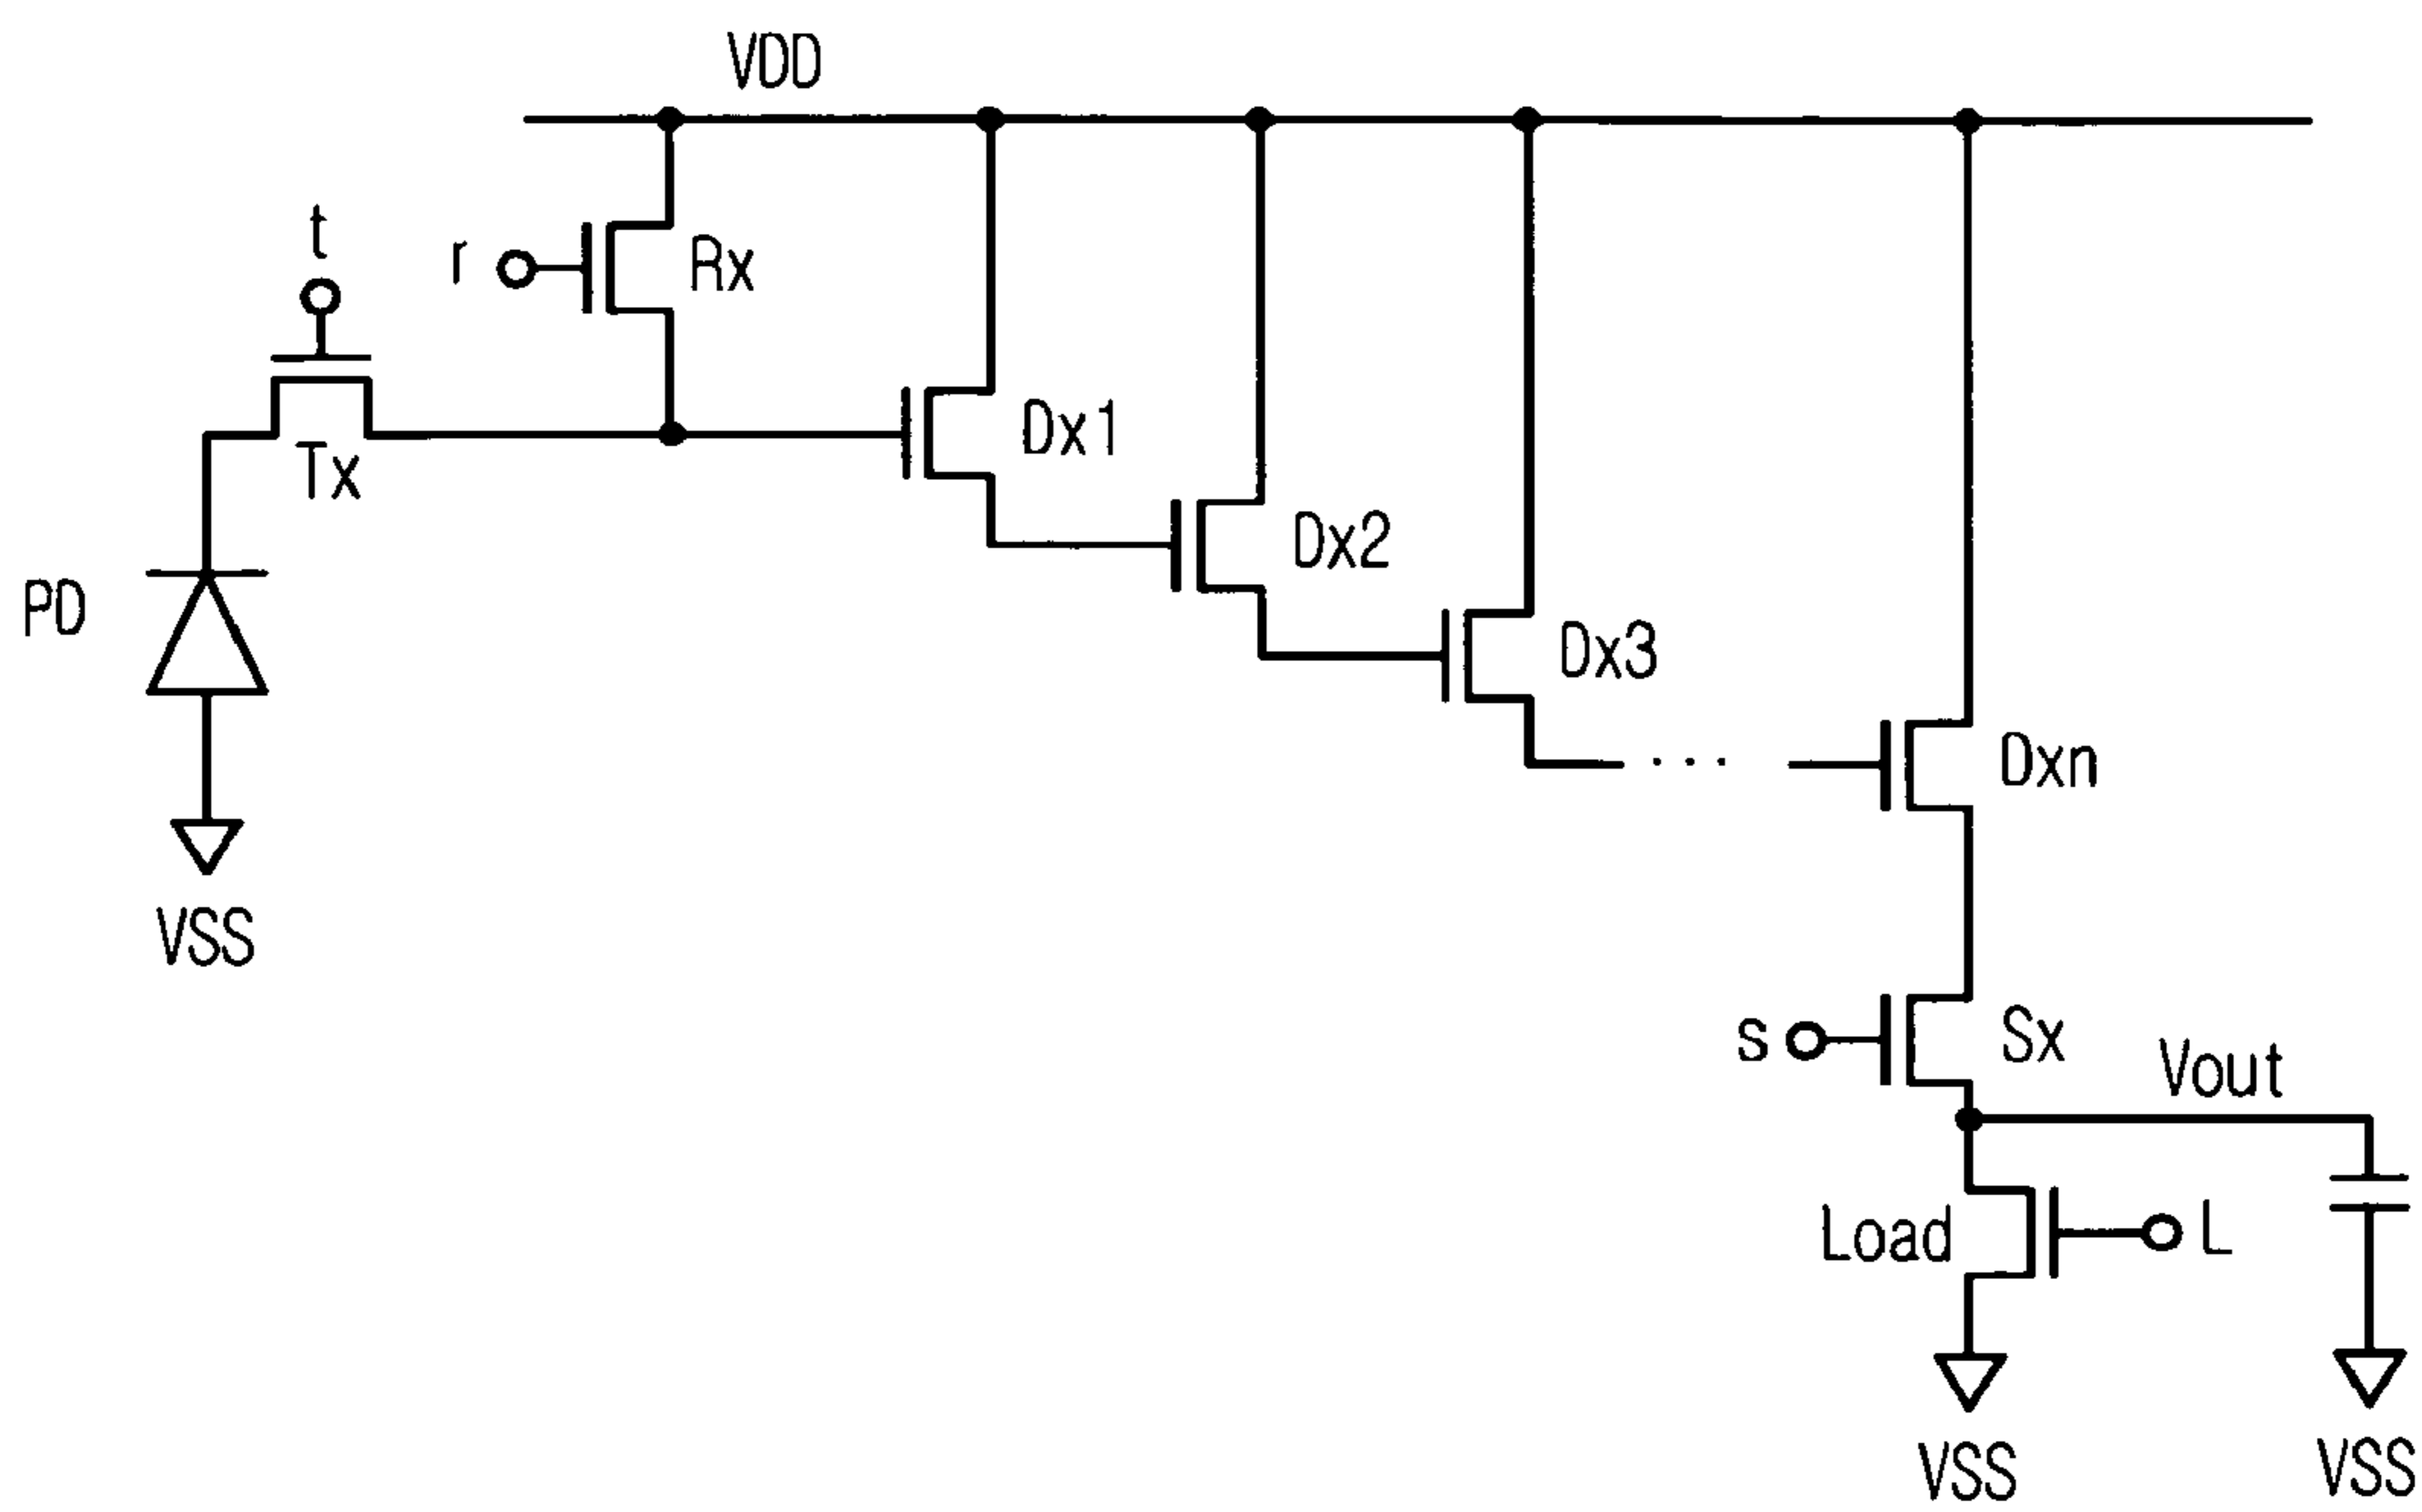 VDD
t
r
Rx
Tx
Dx1
Dx2
PD
Dx3
...
Dxn
VSS
s
Sx
Vout
Load
L
VSS
VSS